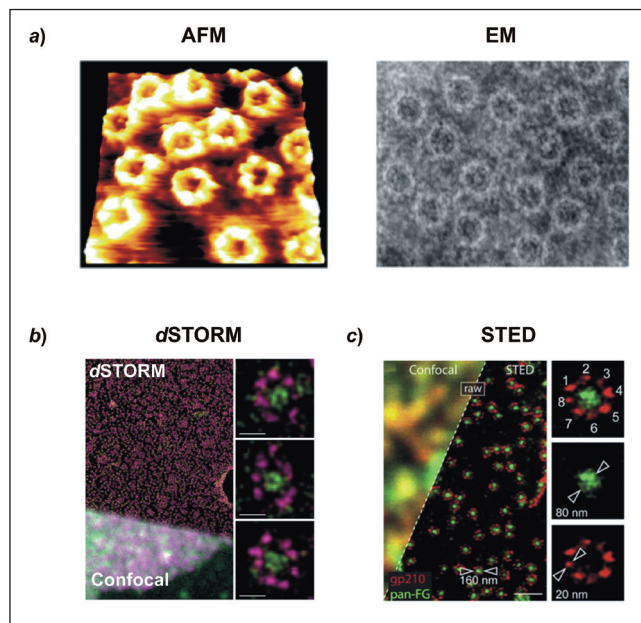 a) AFM EM
b) dSTORM
c) STED
dSTORM
Confocal
Confocal STED
raw
160 nm
gp210
pan-FG
1 2 3 4 5 6 7 8
80 nm
20 nm